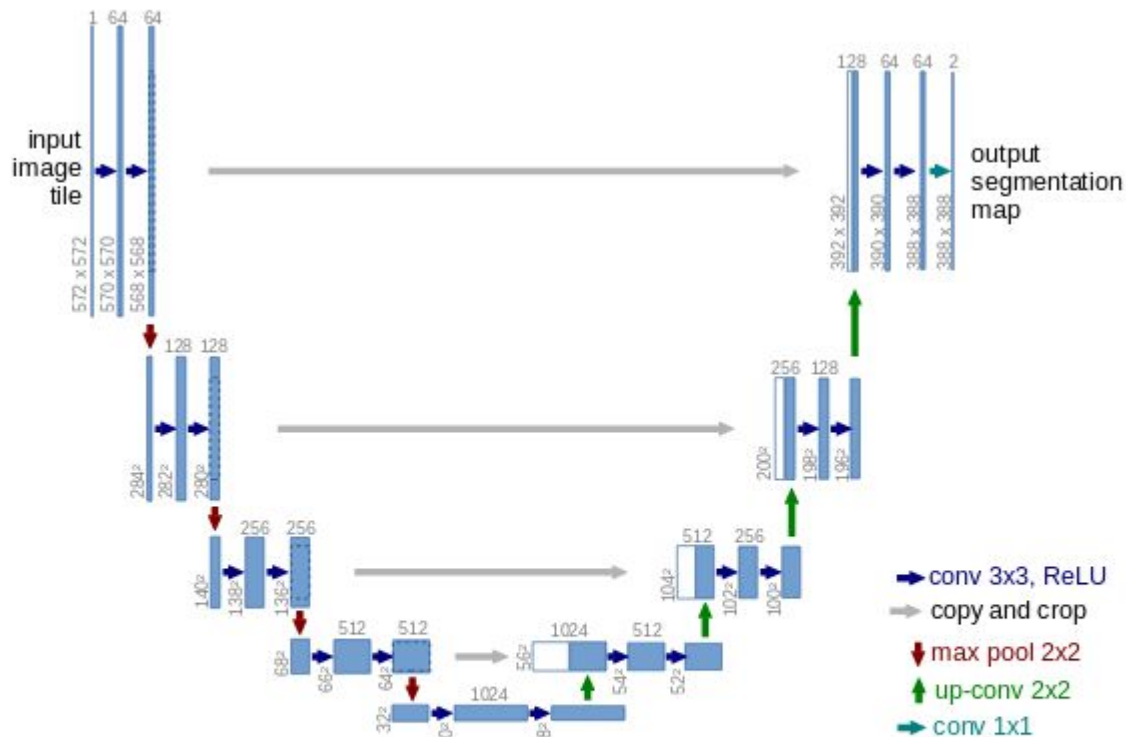 1 64 64
128 64 64 2
input
image
tile
output
segmentation
map
572 x 572
570 x 570
568 x 568
392 x 392
390 x 390
388 x 388
388 x 388
128 128
256 128
284²
282²
280²
200²
198²
196²
256 256
512 256
140²
138²
136²
104²
102²
100²
512 512
1024 512
68²
66²
64²
56²
54²
52²
1024
32²
conv 3x3, ReLU
copy and crop
max pool 2x2
up-conv 2x2
conv 1x1